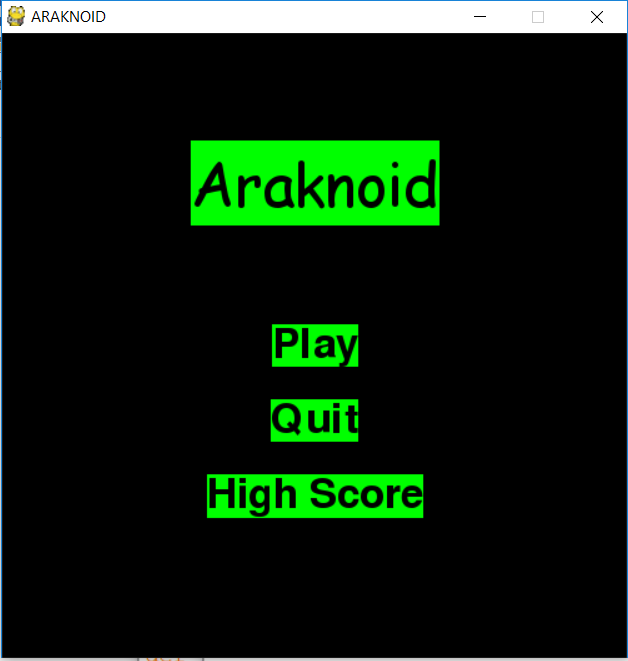 ARAKNOID
Araknoid
Play
Quit
High Score